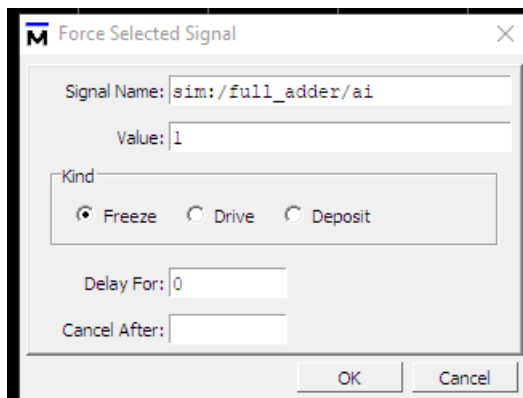 Force Selected Signal
Signal Name: sim:/full_adder/ai
Value: 1
Kind
Freeze Drive Deposit
Delay For: 0
Cancel After:
OK Cancel